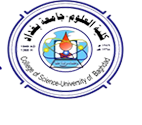 كلية العلوم - جامعة بغداد
College of Science-University of Baghdad